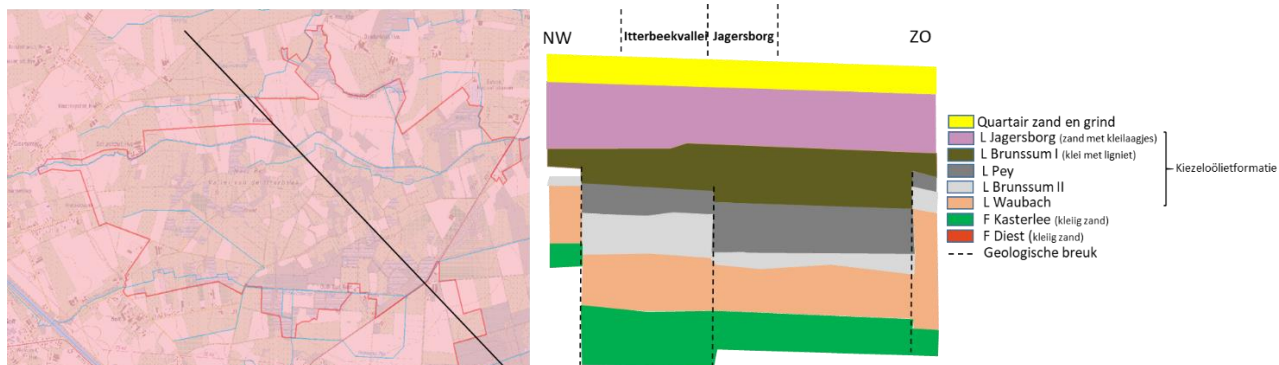 NW
Itterbeekvallei
Jagersborg
ZO
Quartair zand en grind
L Jagersborg (zand met kleilaagjes)
L Brunssum I (klei met ligniet)
L Pey
L Brunssum II
L Waubach
F Kasterlee (kleiig zand)
F Diest (kleiig zand)
Geologische breuk
Kiezeloölietformatie